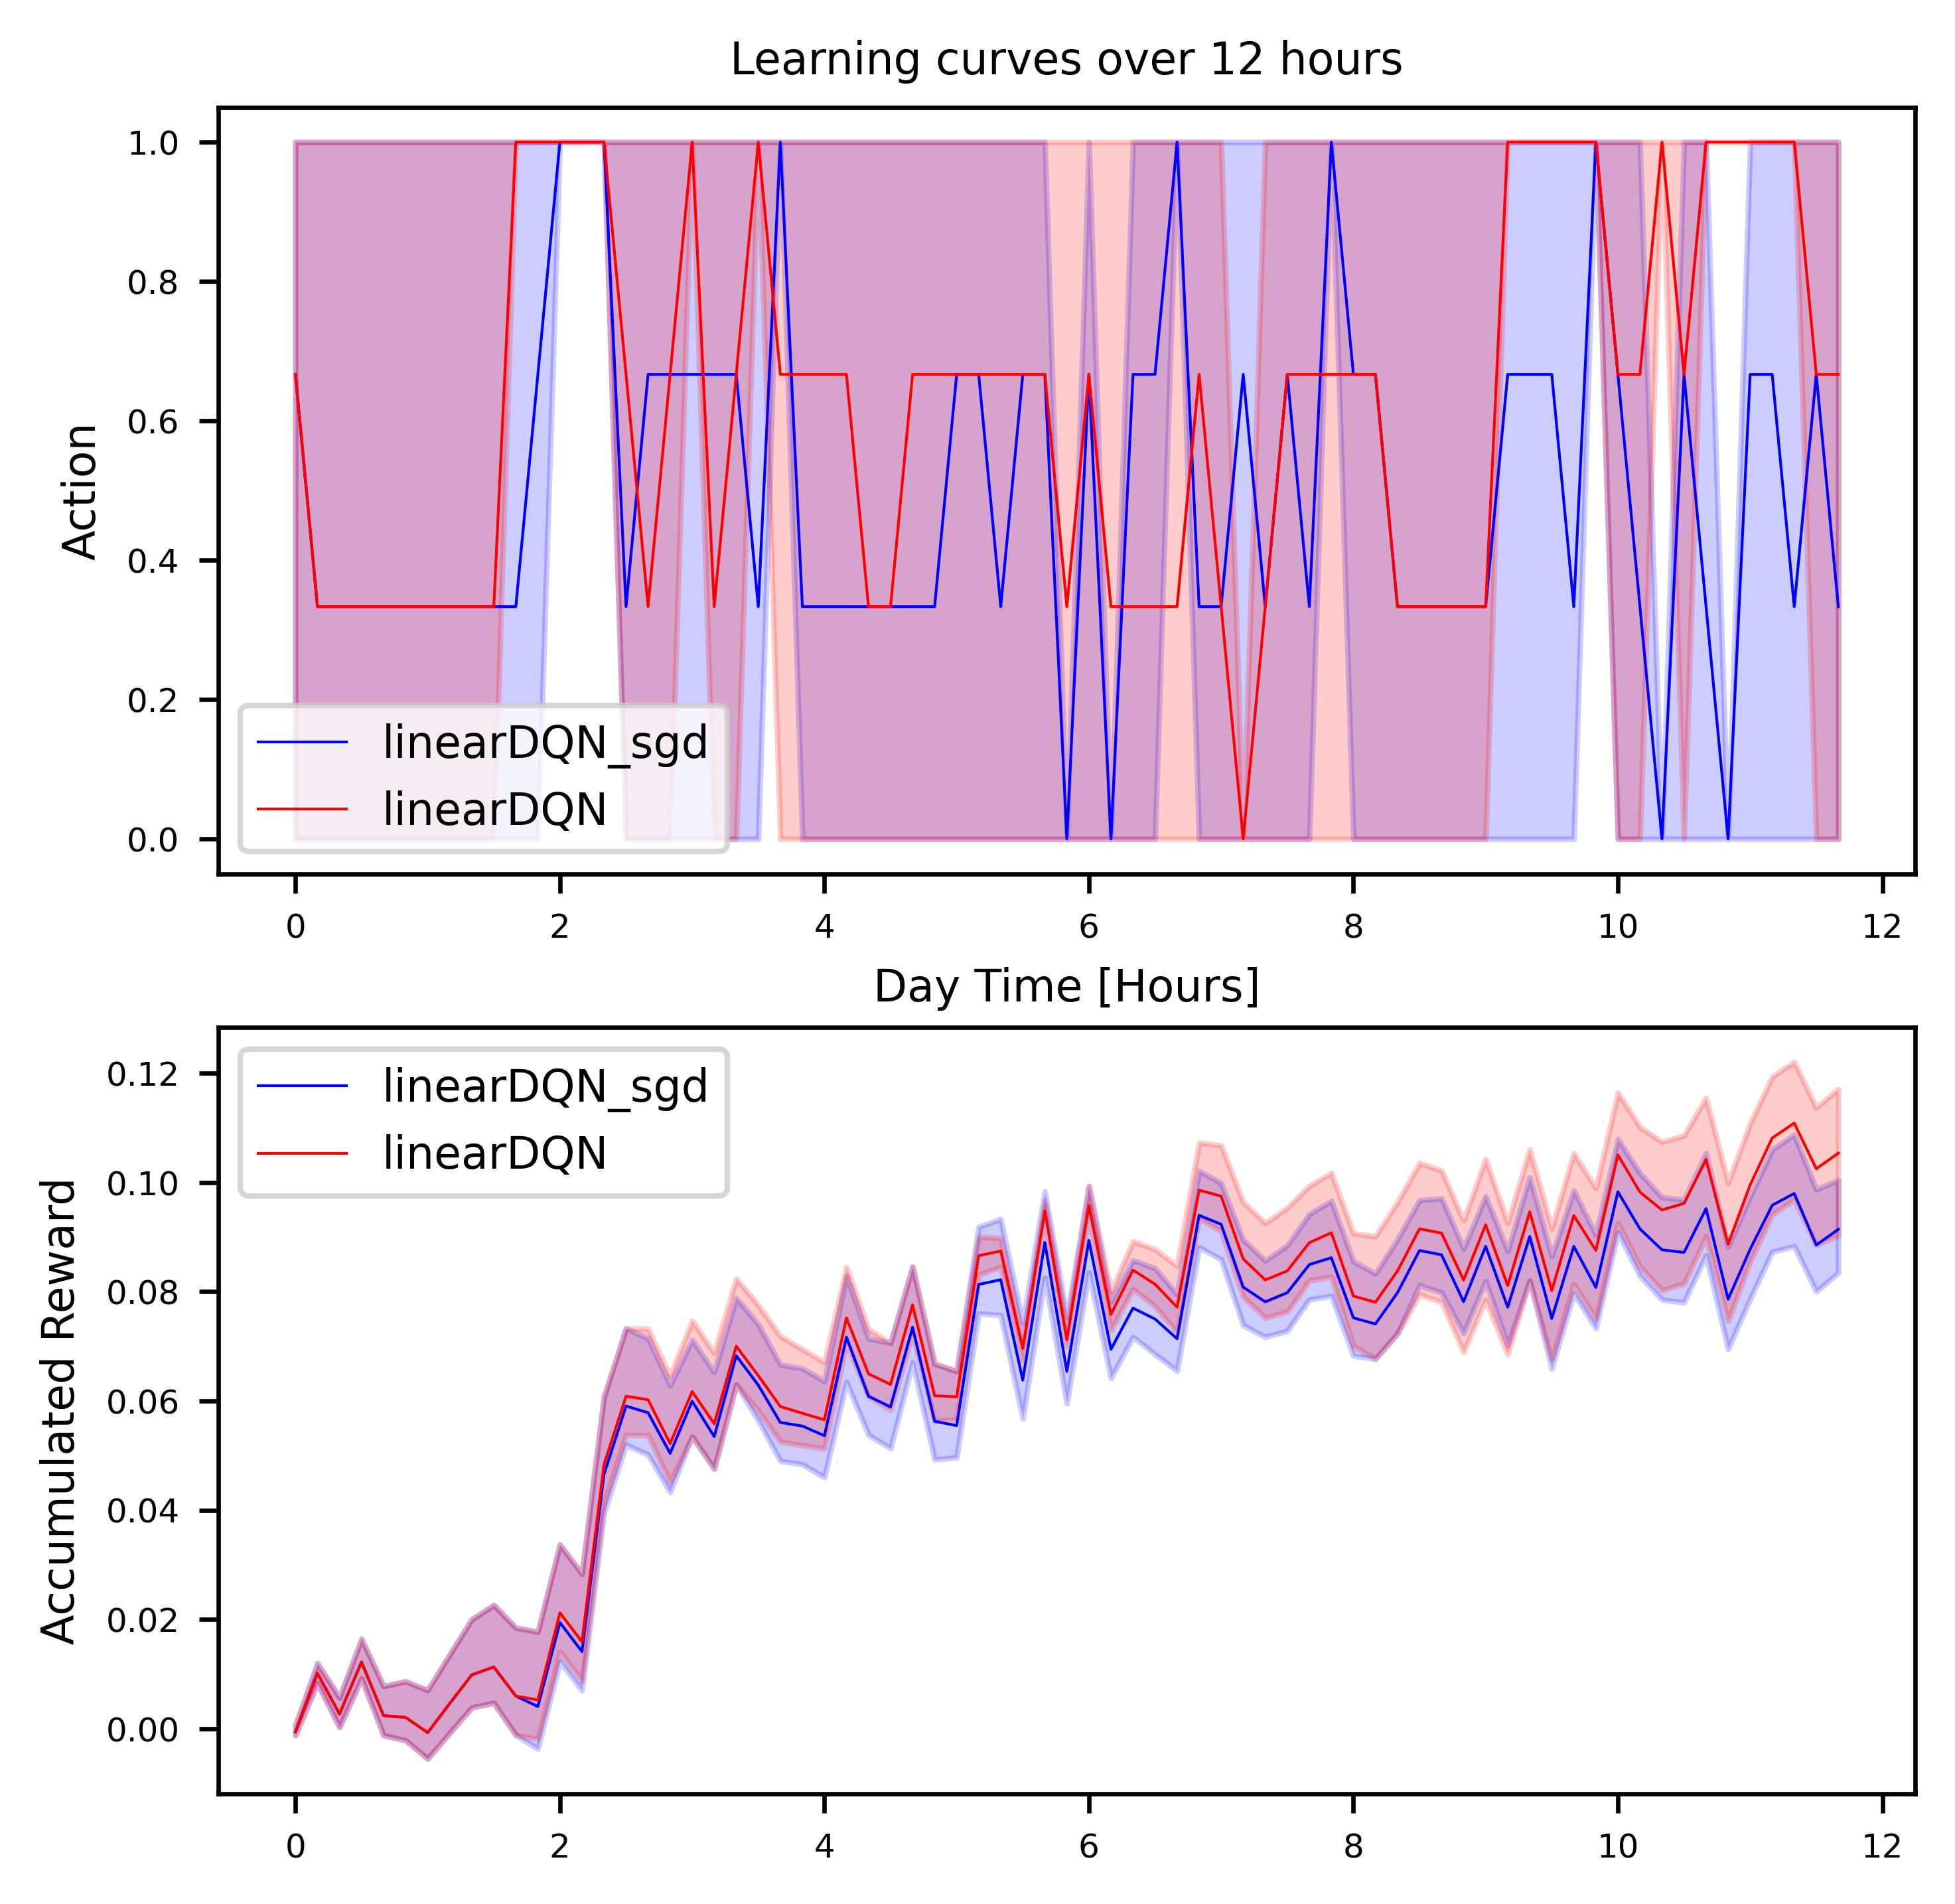 Learning curves over 12 hours
Action
1.0
0.8
0.6
0.4
0.2
0.0
linearDQN_sgd
linearDQN
0 2 4 6 8 10 12
Day Time [Hours]
Accumulated Reward
0.12
0.10
0.08
0.06
0.04
0.02
0.00
linearDQN_sgd
linearDQN
0 2 4 6 8 10 12